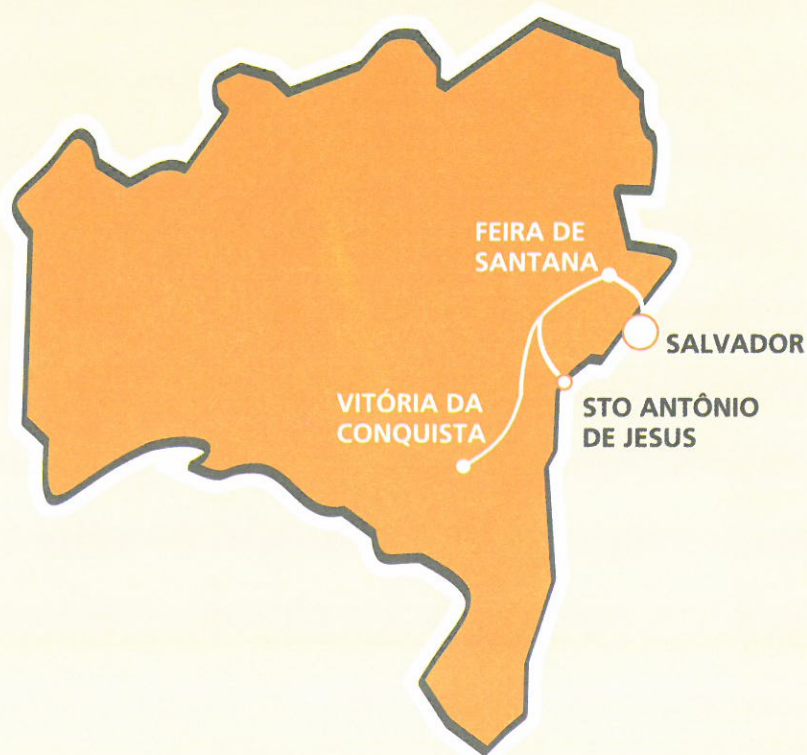 FEIRA DE
SANTANA
SALVADOR
VITÓRIA DA
CONQUISTA
STO ANTÔNIO
DE JESUS